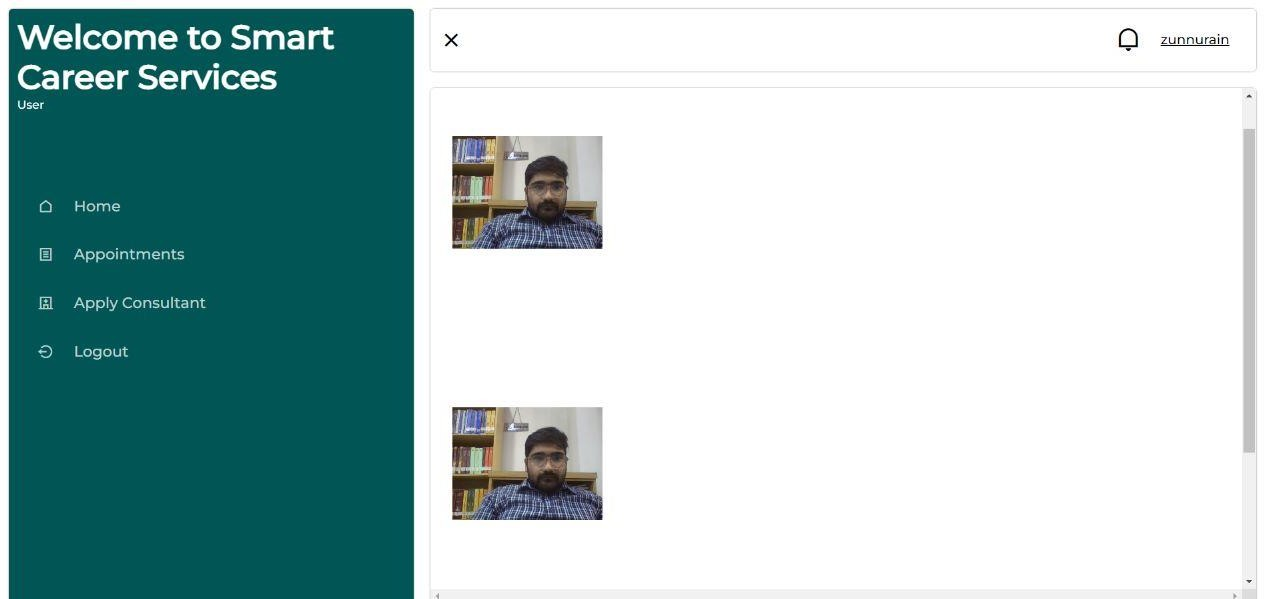 Welcome to Smart
Career Services
User
Home
Appointments
Apply Consultant
Logout
zunnurain